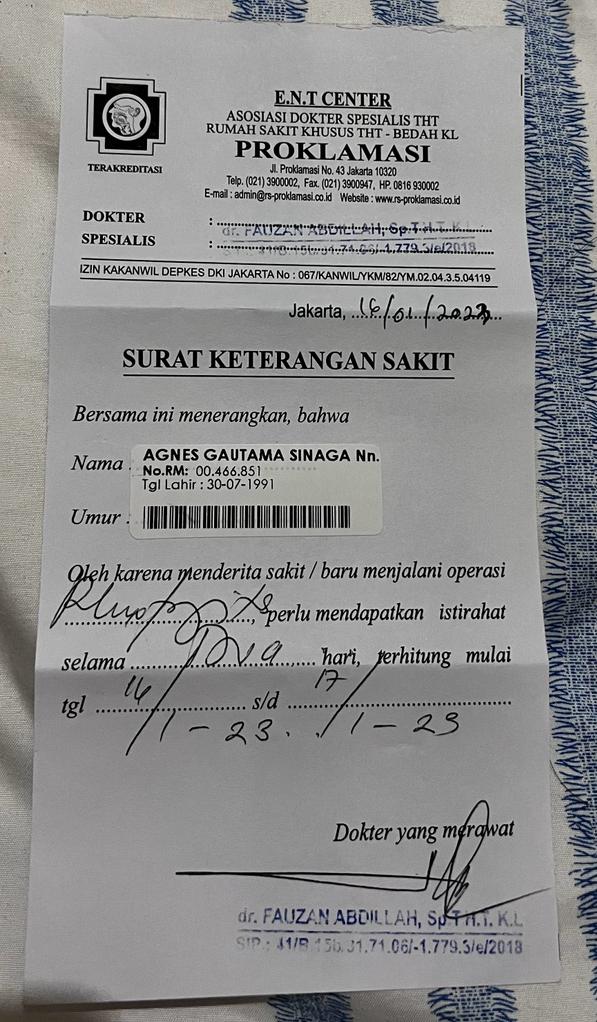 E.N.T CENTER
ASOSIASI DOKTER SPESIALIS THT
RUMAH SAKIT KHUSUS THT - BEDAH KL
PROKLAMASI
Jl. Proklamasi No. 43 Jakarta 10320
Telp. (021) 3900002, Fax. (021) 3900947, HP. 0816 930002
E-mail : admin@rs-proklamasi.co.id Website : www.rs-proklamasi.co.id
TERAKREDITASI
DOKTER : dr. FAUZAN ABDILLAH, Sp.T.H.T. K.L
SPESIALIS : SIP.: 41/B.15b.31.74.06/-1.779.3/e/2018
IZIN KAKANWIL DEPKES DKI JAKARTA No : 067/KANWIL/YKM/82/YM.02.04.3.5.04119
Jakarta, 16/01/2023
SURAT KETERANGAN SAKIT
Bersama ini menerangkan, bahwa
Nama : AGNES GAUTAMA SINAGA Nn.
No.RM: 00.466.851
Tgl Lahir : 30-07-1991
Umur :
Oleh karena menderita sakit / baru menjalani operasi
, perlu mendapatkan istirahat
selama Dua hari, terhitung mulai
tgl 16/1-23 s/d 17/1-23
Dokter yang merawat
dr. FAUZAN ABDILLAH, Sp.T.H.T. K.L
SIP.: 41/B.15b.31.71.06/-1.779.3/e/2018